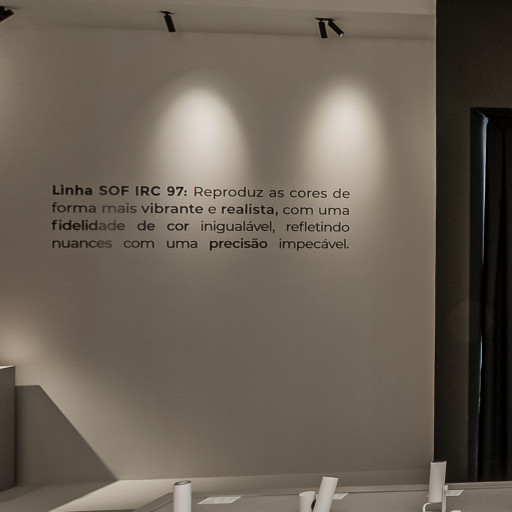 Linha SOF IRC 97: Reproduz as cores de
forma mais vibrante e realista, com uma
fidelidade de cor inigualável, refletindo
nuances com uma precisão impecável.